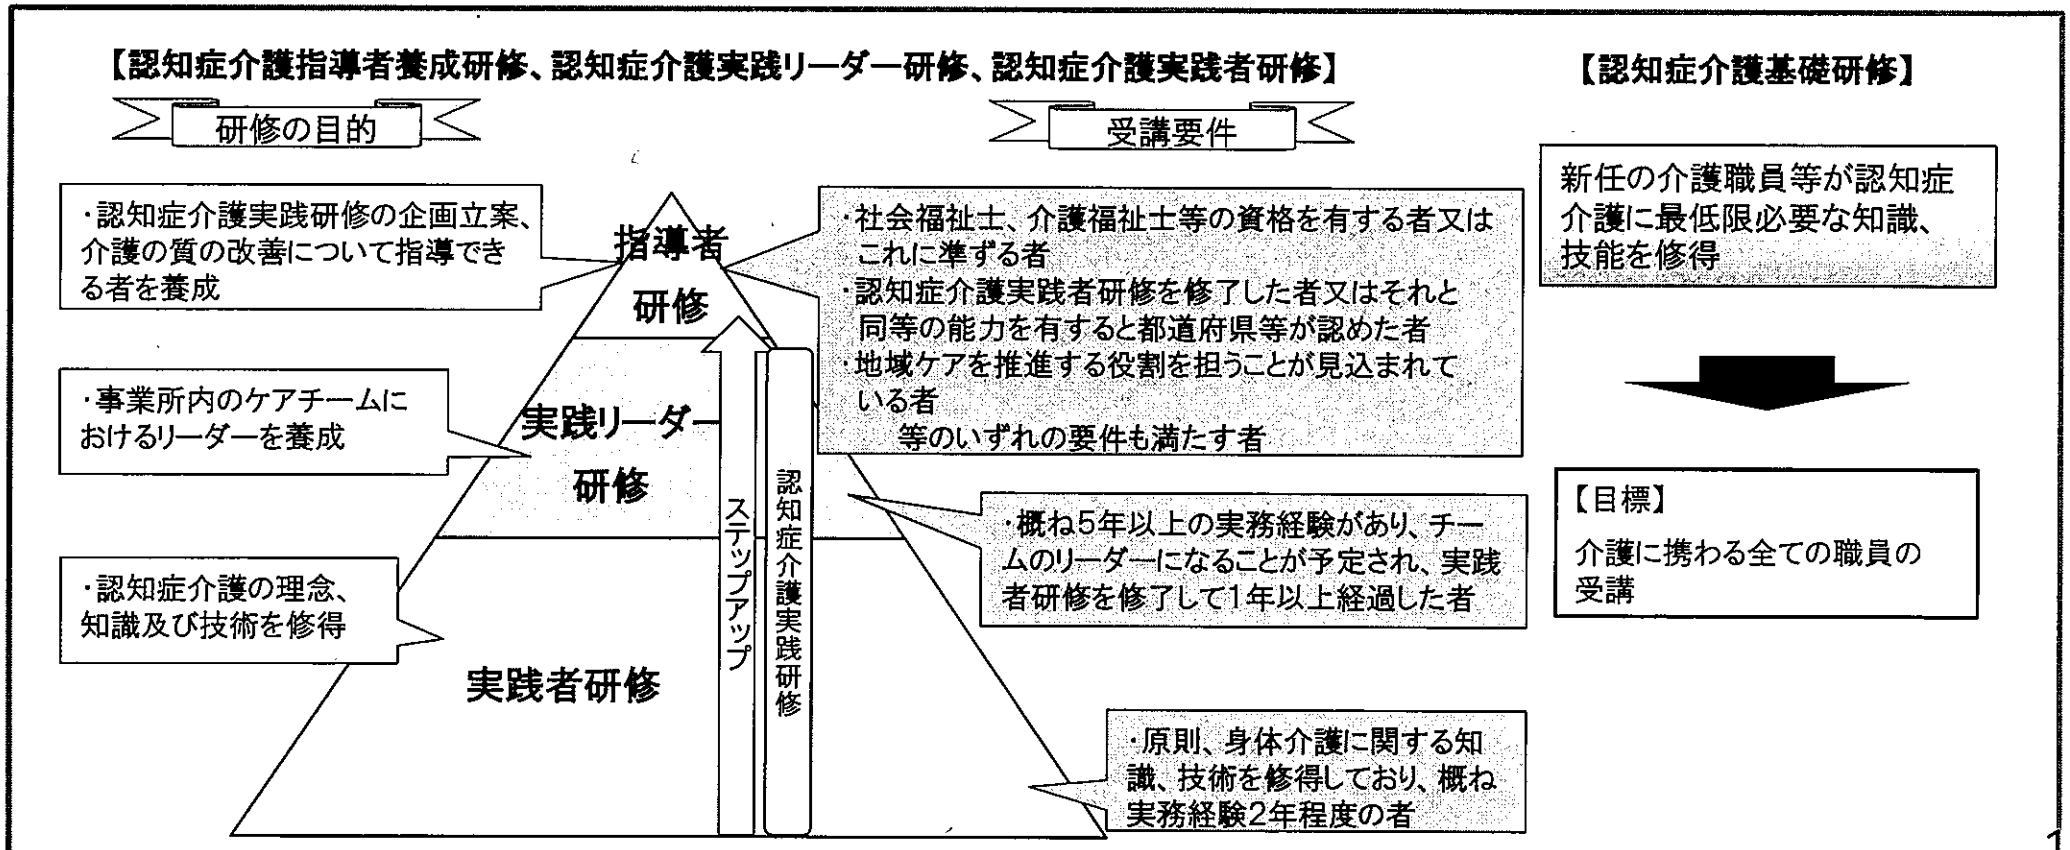 【認知症介護指導者養成研修、認知症介護実践リーダー研修、認知症介護実践者研修】
研修の目的
受講要件
・認知症介護実践研修の企画立案、
介護の質の改善について指導でき
る者を養成
・事業所内のケアチームに
おけるリーダーを養成
・認知症介護の理念、
知識及び技術を修得
指導者
研修
実践リーダー
研修
実践者研修
ステップアップ
認知症介護実践研修
・社会福祉士、介護福祉士等の資格を有する者又は
これに準ずる者
・認知症介護実践者研修を修了した者又はそれと
同等の能力を有すると都道府県等が認めた者
・地域ケアを推進する役割を担うことが見込まれて
いる者
等のいずれの要件も満たす者
・概ね5年以上の実務経験があり、チー
ムのリーダーになることが予定され、実践
者研修を修了して1年以上経過した者
・原則、身体介護に関する知
識、技術を修得しており、概ね
実務経験2年程度の者
【認知症介護基礎研修】
新任の介護職員等が認知症
介護に最低限必要な知識、
技能を修得
【目標】
介護に携わる全ての職員の
受講
1